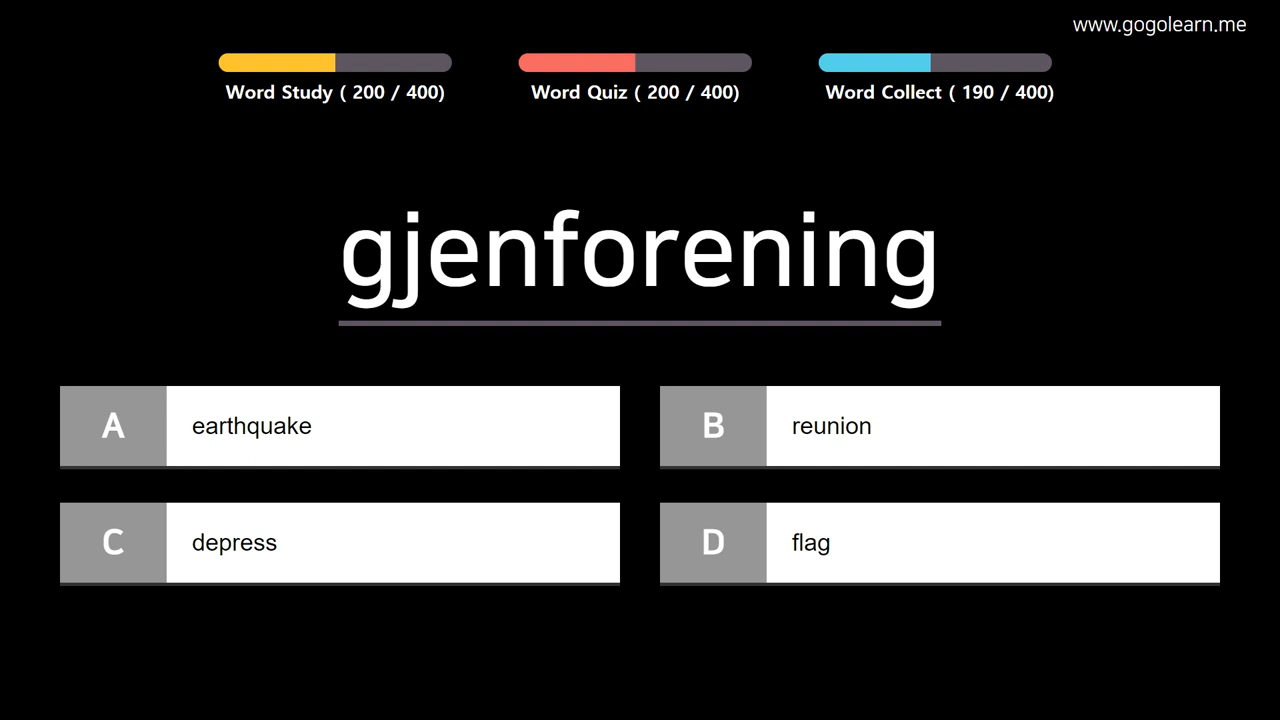 www.gogolearn.me
Word Study ( 200 / 400)
Word Quiz ( 200 / 400)
Word Collect ( 190 / 400)
gjenforening
A earthquake
B reunion
C depress
D flag